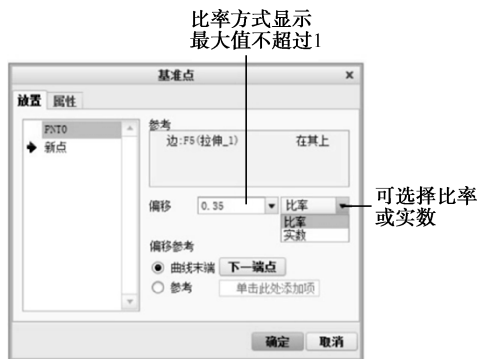 比率方式显示
最大值不超过1
基准点
×
放置 属性
PNT0
新点
参考
边:F5(拉伸_1) 在其上
偏移 0.35 比率
比率
实数
可选择比率
或实数
偏移参考
曲线末端 下一端点
参考 单击此处添加项
确定 取消